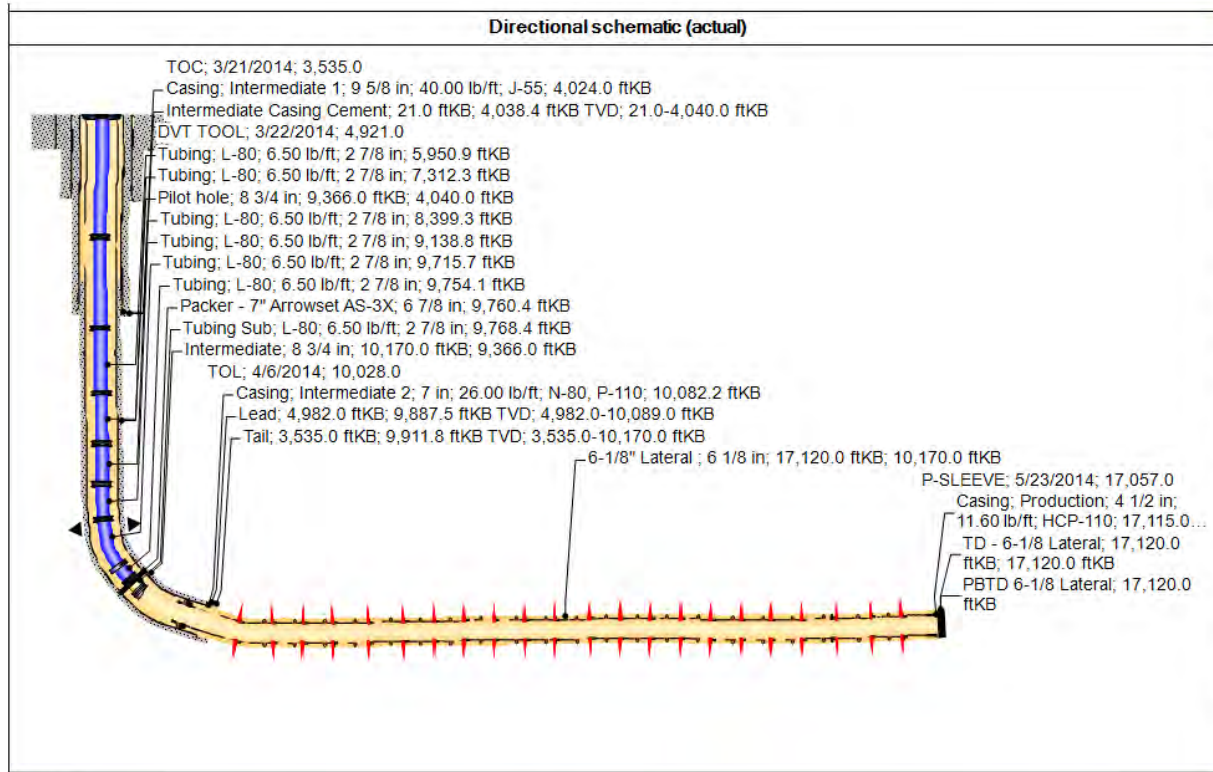 Directional schematic (actual)
TOC; 3/21/2014; 3,535.0
Casing; Intermediate 1; 9 5/8 in; 40.00 lb/ft; J-55; 4,024.0 ftKB
Intermediate Casing Cement; 21.0 ftKB; 4,038.4 ftKB TVD; 21.0-4,040.0 ftKB
DVT TOOL; 3/22/2014; 4,921.0
Tubing; L-80; 6.50 lb/ft; 2 7/8 in; 5,950.9 ftKB
Tubing; L-80; 6.50 lb/ft; 2 7/8 in; 7,312.3 ftKB
Pilot hole; 8 3/4 in; 9,366.0 ftKB; 4,040.0 ftKB
Tubing; L-80; 6.50 lb/ft; 2 7/8 in; 8,399.3 ftKB
Tubing; L-80; 6.50 lb/ft; 2 7/8 in; 9,138.8 ftKB
Tubing; L-80; 6.50 lb/ft; 2 7/8 in; 9,715.7 ftKB
Tubing; L-80; 6.50 lb/ft; 2 7/8 in; 9,754.1 ftKB
Packer - 7" Arrowset AS-3X; 6 7/8 in; 9,760.4 ftKB
Tubing Sub; L-80; 6.50 lb/ft; 2 7/8 in; 9,768.4 ftKB
Intermediate; 8 3/4 in; 10,170.0 ftKB; 9,366.0 ftKB
TOL; 4/6/2014; 10,028.0
Casing; Intermediate 2; 7 in; 26.00 lb/ft; N-80, P-110; 10,082.2 ftKB
Lead; 4,982.0 ftKB; 9,887.5 ftKB TVD; 4,982.0-10,089.0 ftKB
Tail; 3,535.0 ftKB; 9,911.8 ftKB TVD; 3,535.0-10,170.0 ftKB
6-1/8" Lateral ; 6 1/8 in; 17,120.0 ftKB; 10,170.0 ftKB
P-SLEEVE; 5/23/2014; 17,057.0
Casing; Production; 4 1/2 in;
11.60 lb/ft; HCP-110; 17,115.0…
TD - 6-1/8 Lateral; 17,120.0
ftKB; 17,120.0 ftKB
PBTD 6-1/8 Lateral; 17,120.0
ftKB